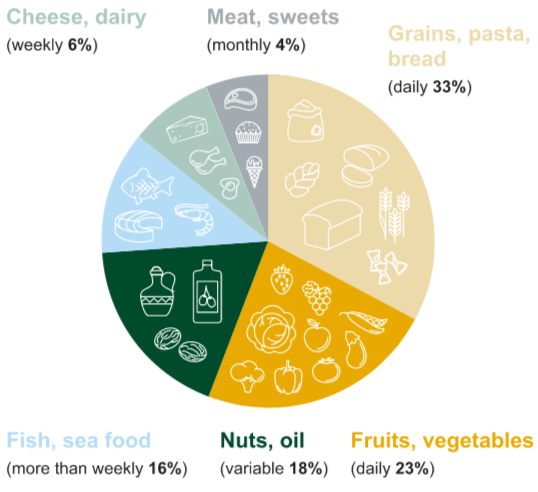 Cheese, dairy
(weekly 6%)
Meat, sweets
(monthly 4%)
Grains, pasta,
bread
(daily 33%)
Fish, sea food
(more than weekly 16%)
Nuts, oil
(variable 18%)
Fruits, vegetables
(daily 23%)